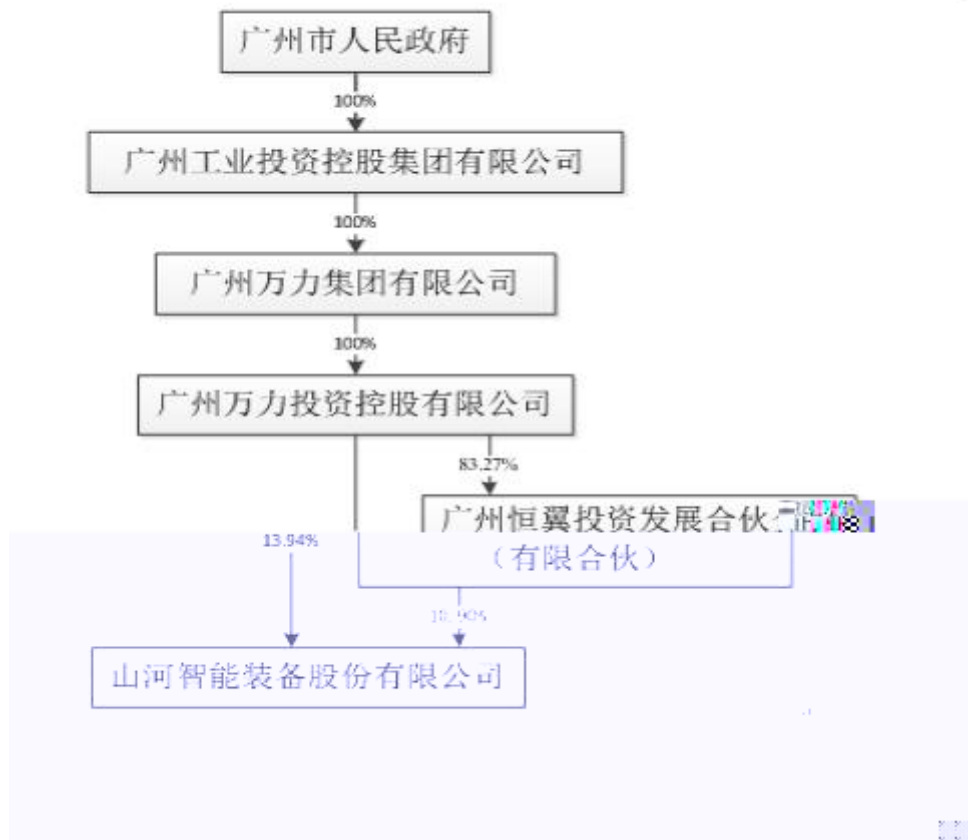 广州市人民政府
100%
广州工业投资控股集团有限公司
100%
广州万力集团有限公司
100%
广州万力投资控股有限公司
83.27%
广州恒翼投资发展合伙
13.94%
（有限合伙）
山河智能装备股份有限公司